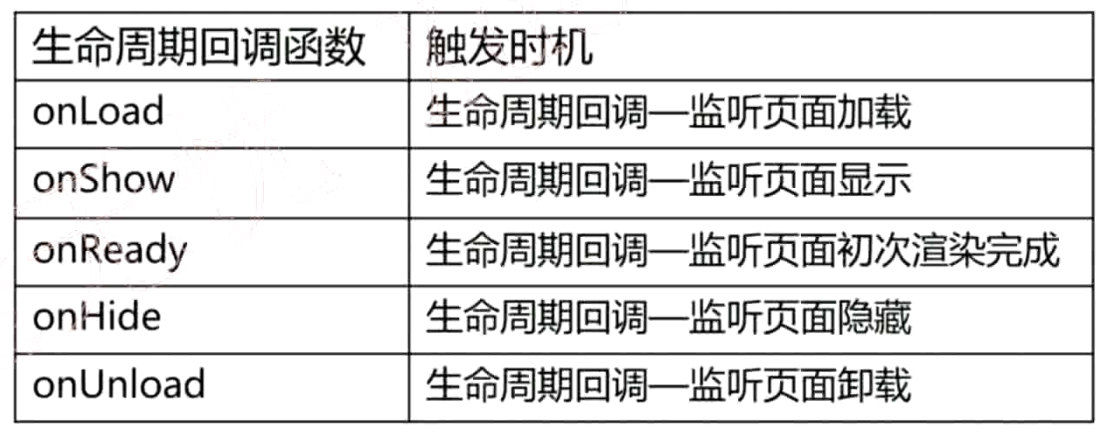 生命周期回调函数 触发时机
onLoad 生命周期回调—监听页面加载
onShow 生命周期回调—监听页面显示
onReady 生命周期回调—监听页面初次渲染完成
onHide 生命周期回调—监听页面隐藏
onUnload 生命周期回调—监听页面卸载